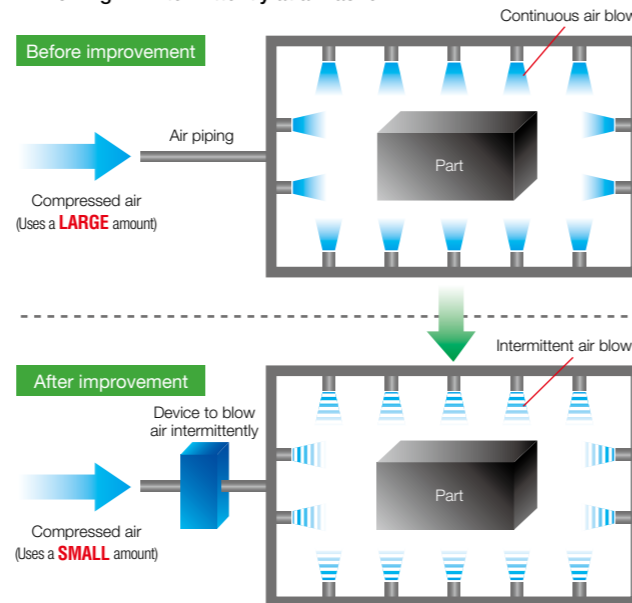 Continuous air blow
Before improvement
Air piping
Part
Compressed air
(Uses a LARGE amount)
Intermittent air blow
After improvement
Device to blow
air intermittently
Part
Compressed air
(Uses a SMALL amount)